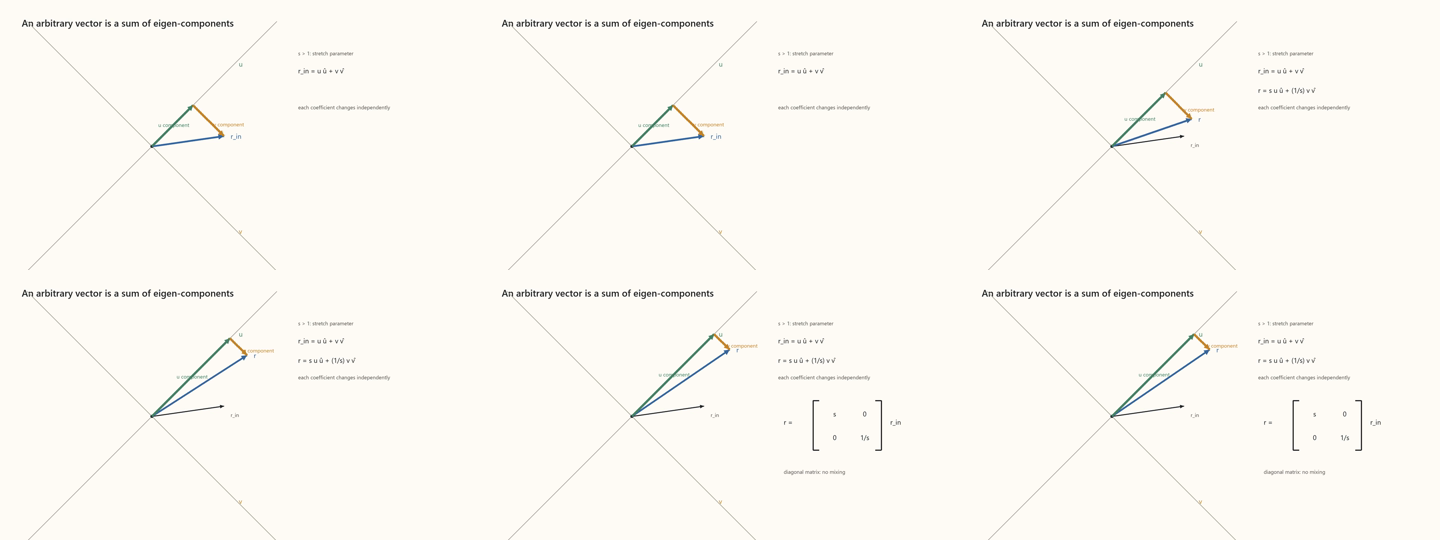 An arbitrary vector is a sum of eigen-components
s > 1: stretch parameter
u
r_in = u û + v v̂
each coefficient changes independently
u component
component
r_in
v
An arbitrary vector is a sum of eigen-components
s > 1: stretch parameter
u
r_in = u û + v v̂
each coefficient changes independently
u component
component
r_in
v
An arbitrary vector is a sum of eigen-components
s > 1: stretch parameter
u
r_in = u û + v v̂
r = s u û + (1/s) v v̂
each coefficient changes independently
component
u component
r
r_in
v
An arbitrary vector is a sum of eigen-components
s > 1: stretch parameter
u
r_in = u û + v v̂
component
r
r = s u û + (1/s) v v̂
u component
each coefficient changes independently
r_in
v
An arbitrary vector is a sum of eigen-components
s > 1: stretch parameter
u
r_in = u û + v v̂
component
r
r = s u û + (1/s) v v̂
u component
each coefficient changes independently
r_in
s 0
r = r_in
0 1/s
diagonal matrix: no mixing
v
An arbitrary vector is a sum of eigen-components
s > 1: stretch parameter
u
r_in = u û + v v̂
component
r
r = s u û + (1/s) v v̂
u component
each coefficient changes independently
r_in
s 0
r = r_in
0 1/s
diagonal matrix: no mixing
v